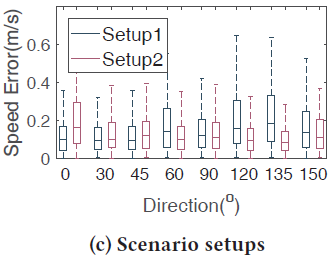 Speed Error(m/s)
0.6
0.4
0.2
0
Setup1
Setup2
0 30 45 60 90 120 135 150
Direction(º)
(c) Scenario setups